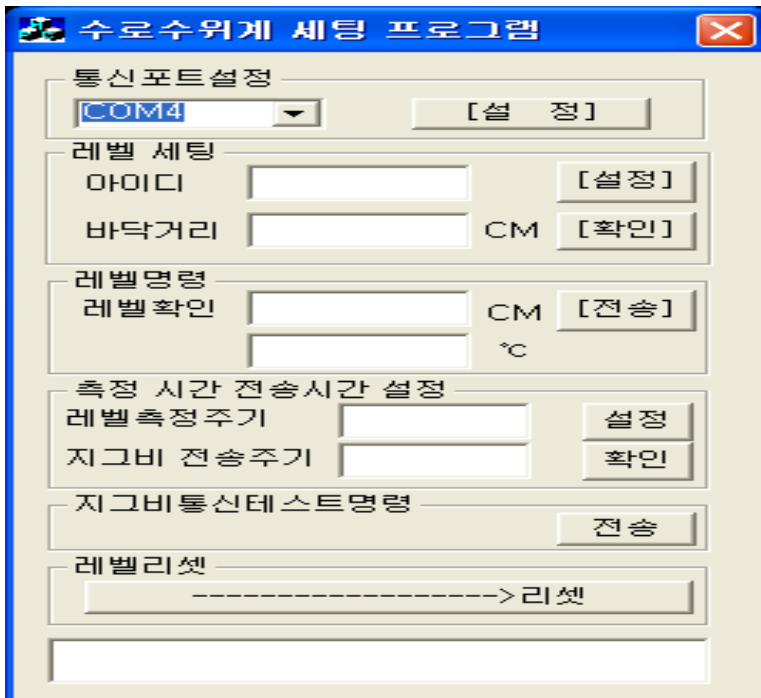 수로수위계 세팅 프로그램
통신포트설정
COM4 [설 정]
레벨 세팅
아이디 [설정]
바닥거리 CM [확인]
레벨명령
레벨확인 CM [전송]
℃
측정 시간 전송시간 설정
레벨측정주기 설정
지그비 전송주기 확인
지그비통신테스트명령
전송
레벨리셋
------------------>리셋